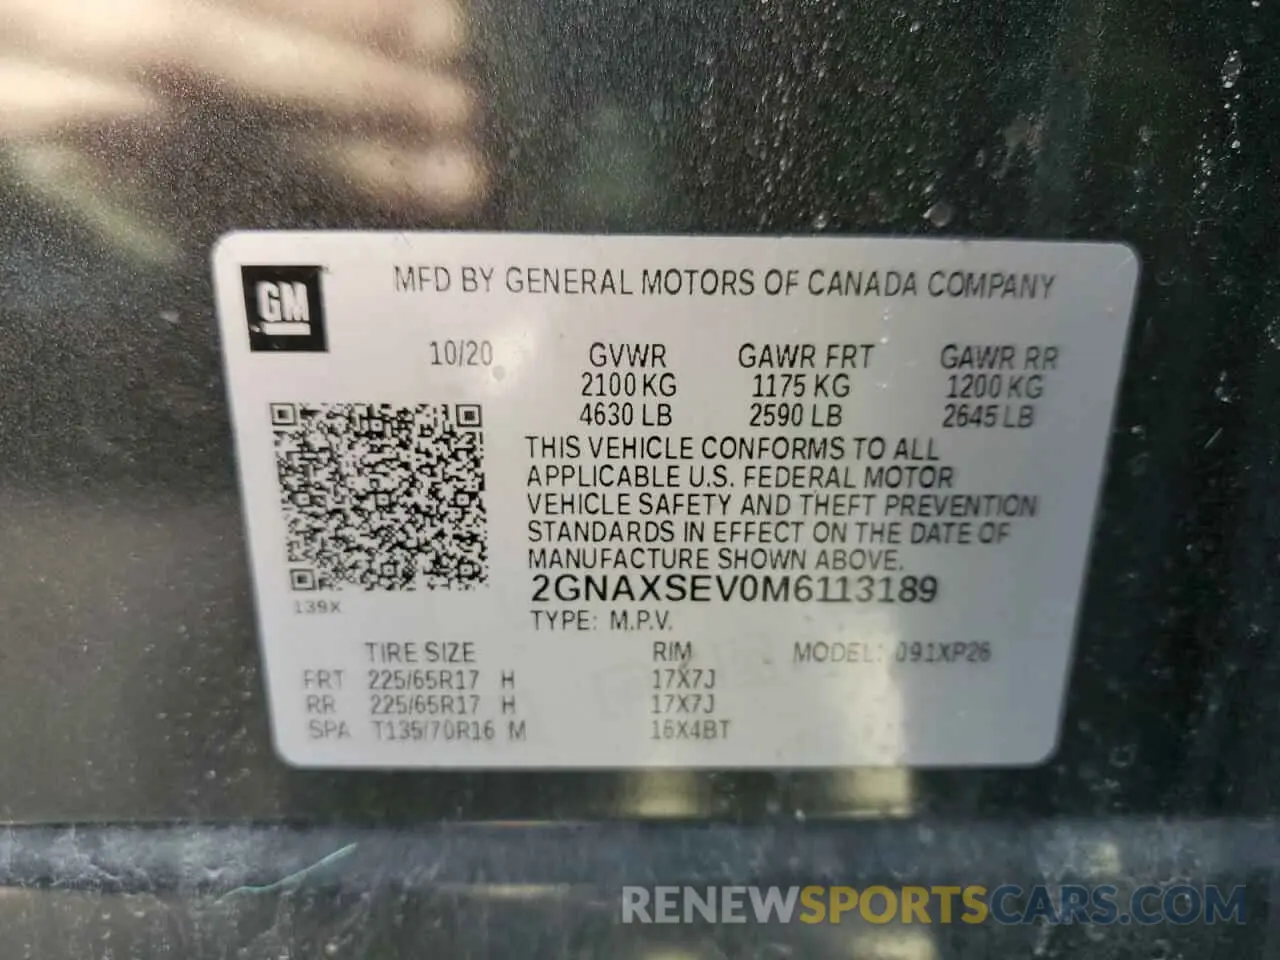 GM
MFD BY GENERAL MOTORS OF CANADA COMPANY
10/20 GVWR GAWR FRT GAWR RR
2100 KG 1175 KG 1200 KG
4630 LB 2590 LB 2645 LB
THIS VEHICLE CONFORMS TO ALL
APPLICABLE U.S. FEDERAL MOTOR
VEHICLE SAFETY AND THEFT PREVENTION
STANDARDS IN EFFECT ON THE DATE OF
MANUFACTURE SHOWN ABOVE.
2GNAXSEV0M6113189
139X
TYPE: M.P.V.
TIRE SIZE RIM MODEL: 091XP26
FRT 225/65R17 H 17X7J
RR 225/65R17 H 17X7J
SPA T135/70R16 M 16X4BT
RENEWSPORTSCARS.COM